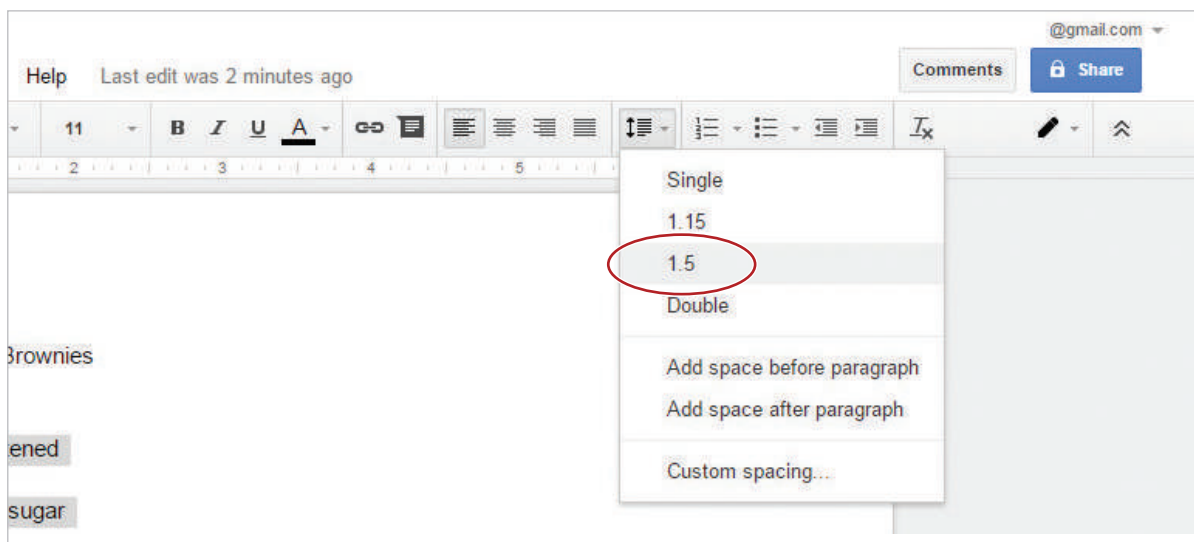 @gmail.com
Help Last edit was 2 minutes ago Comments Share
11 B I U A
2 3 4 5
Single
1.15
1.5
Double
Brownies
Add space before paragraph
Add space after paragraph
ened
Custom spacing...
sugar